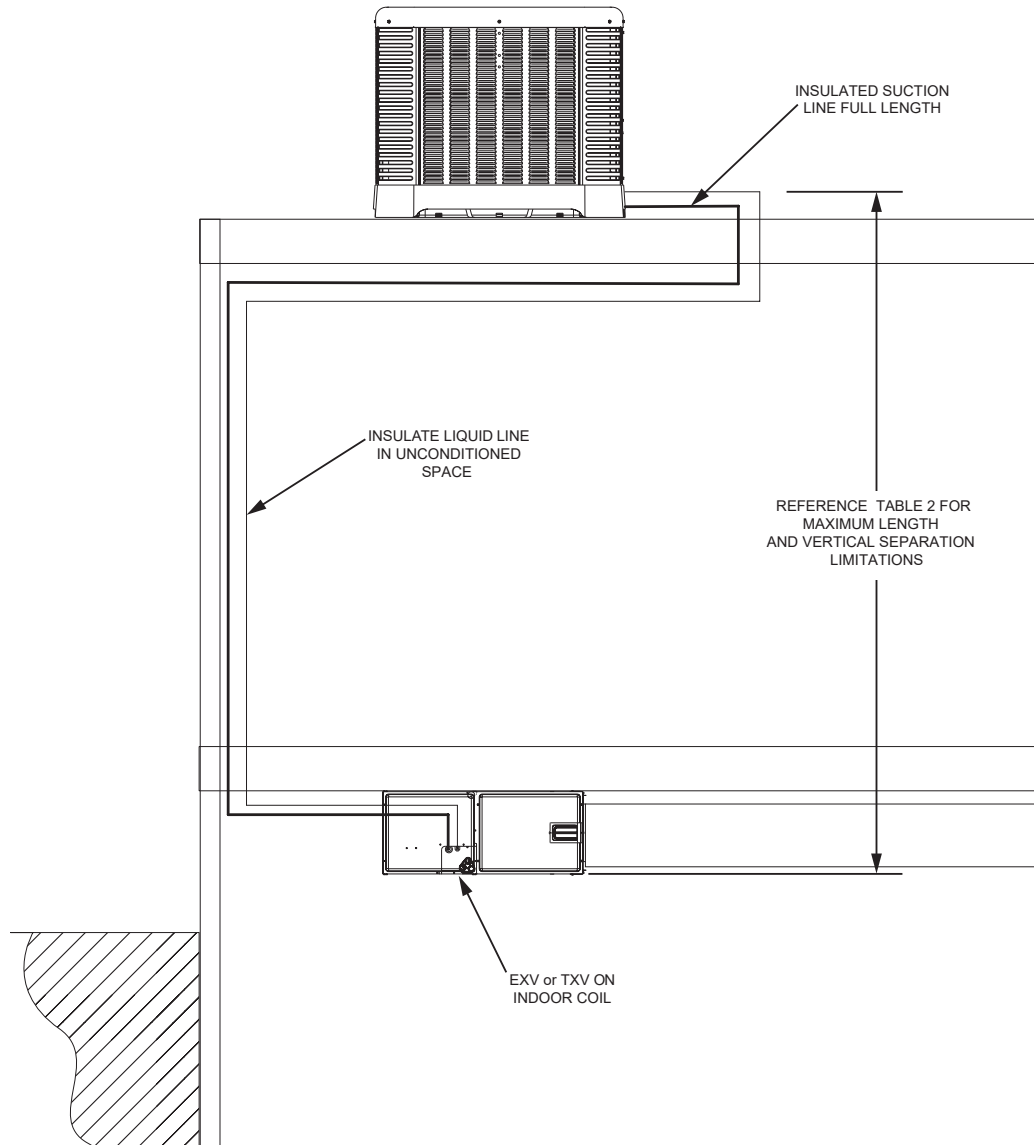 INSULATED SUCTION
LINE FULL LENGTH
INSULATE LIQUID LINE
IN UNCONDITIONED
SPACE
REFERENCE TABLE 2 FOR
MAXIMUM LENGTH
AND VERTICAL SEPARATION
LIMITATIONS
EXV or TXV ON
INDOOR COIL